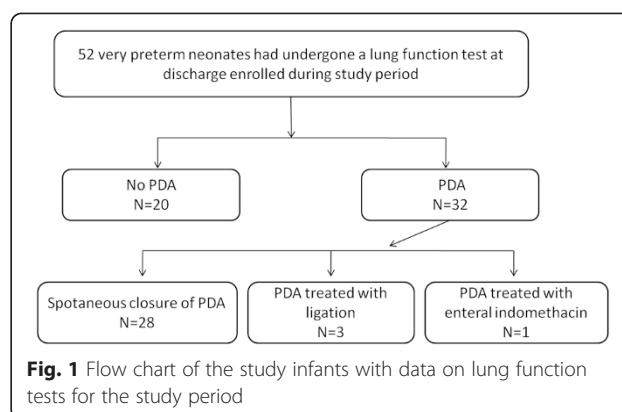 52 very preterm neonates had undergone a lung function test at
discharge enrolled during study period
No PDA
N=20
PDA
N=32
Spotaneous closure of PDA
N=28
PDA treated with
ligation
N=3
PDA treated with
enteral indomethacin
N=1
Fig. 1 Flow chart of the study infants with data on lung function
tests for the study period